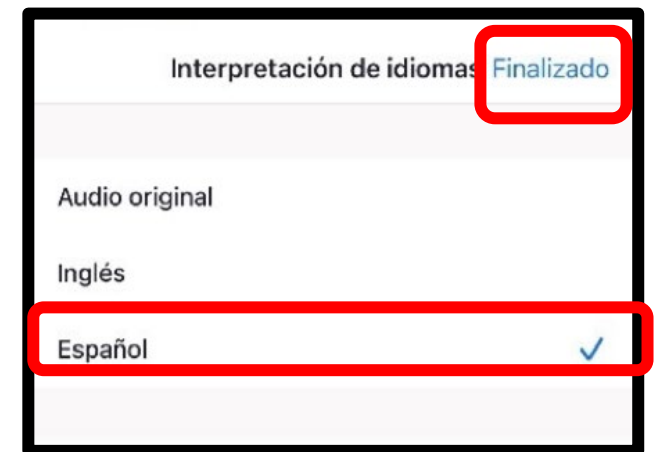 Interpretación de idiomas Finalizado
Audio original
Inglés
Español